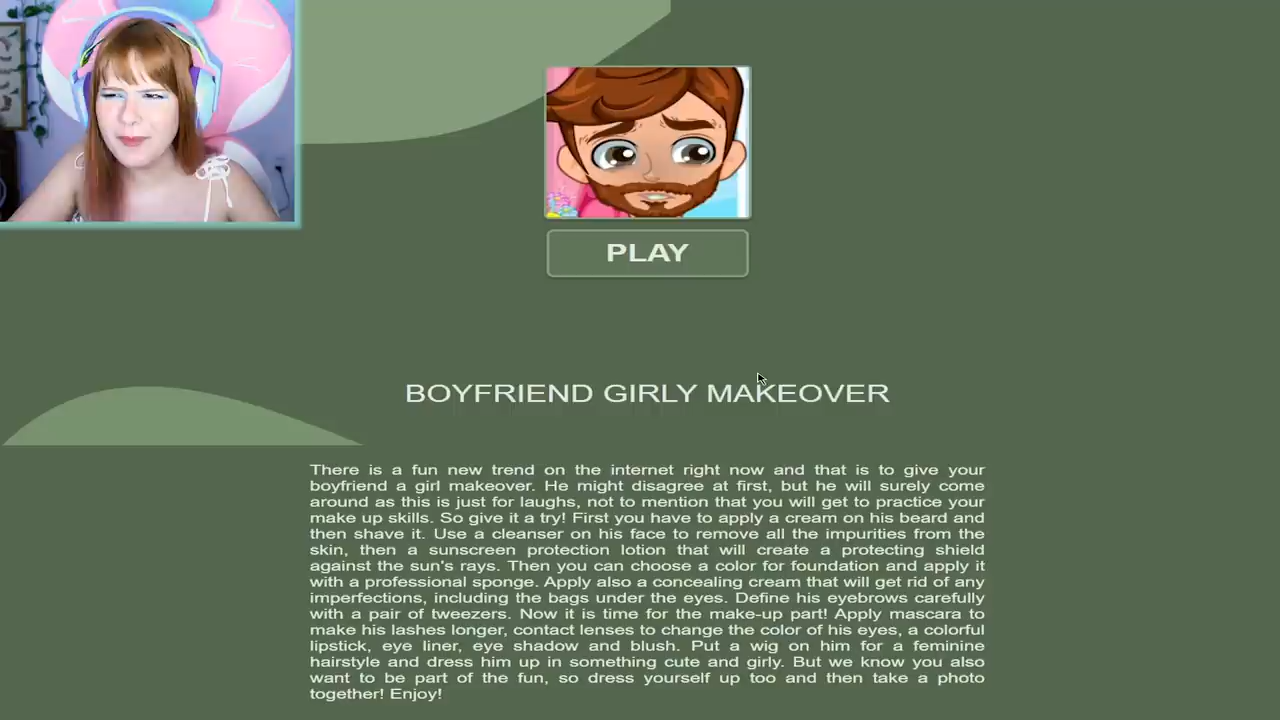 PLAY
BOYFRIEND GIRLY MAKEOVER
There is a fun new trend on the internet right now and that is to give your
boyfriend a girl makeover. He might disagree at first, but he will surely come
around as this is just for laughs, not to mention that you will get to practice your
make up skills. So give it a try! First you have to apply a cream on his beard and
then shave it. Use a cleanser on his face to remove all the impurities from the
skin, then a sunscreen protection lotion that will create a protecting shield
against the sun's rays. Then you can choose a color for foundation and apply it
with a professional sponge. Apply also a concealing cream that will get rid of any
imperfections, including the bags under the eyes. Define his eyebrows carefully
with a pair of tweezers. Now it is time for the make-up part! Apply mascara to
make his lashes longer, contact lenses to change the color of his eyes, a colorful
lipstick, eye liner, eye shadow and blush. Put a wig on him for a feminine
hairstyle and dress him up in something cute and girly. But we know you also
want to be part of the fun, so dress yourself up too and then take a photo
together! Enjoy!